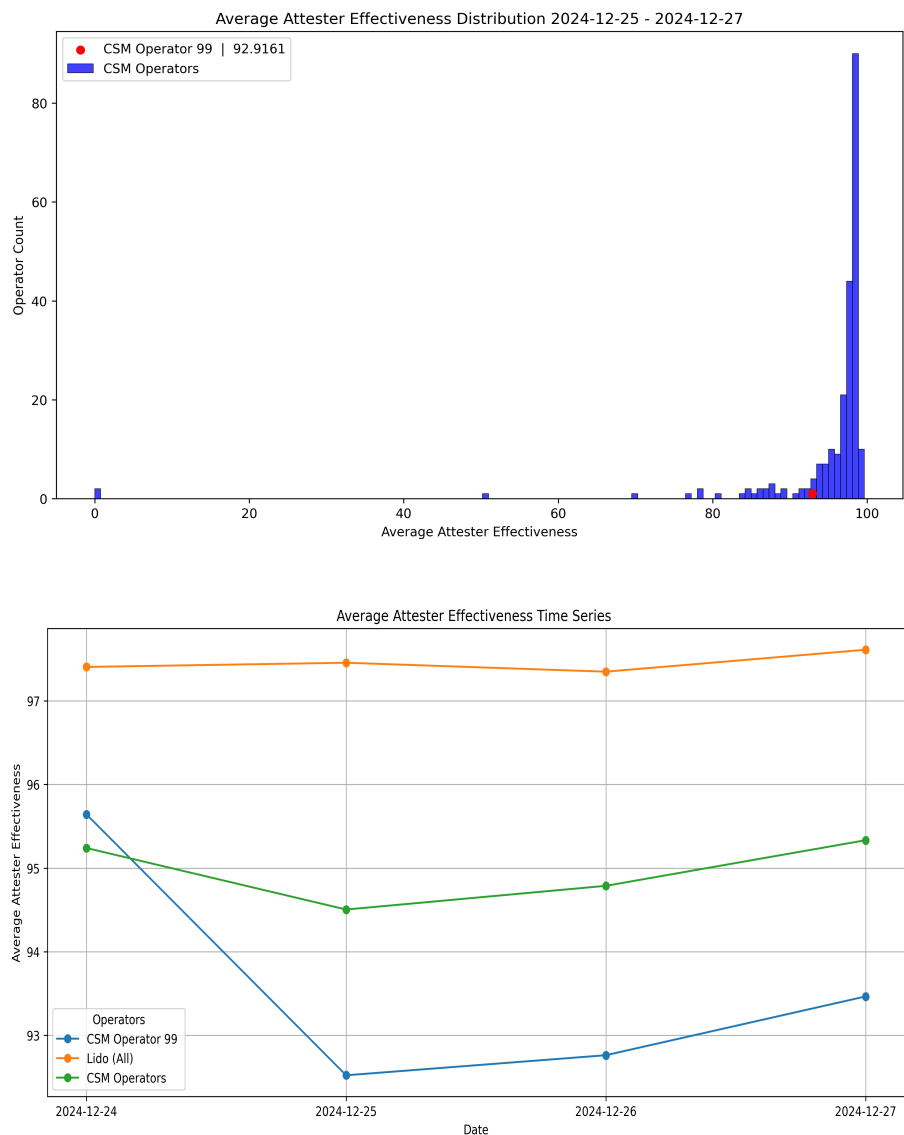 Average Attester Effectiveness Distribution 2024-12-25 - 2024-12-27
CSM Operator 99 | 92.9161
CSM Operators
80
60
40
20
0
Operator Count
0 20 40 60 80 100
Average Attester Effectiveness
Average Attester Effectiveness Time Series
97
96
95
94
93
Average Attester Effectiveness
Operators
CSM Operator 99
Lido (All)
CSM Operators
2024-12-24 2024-12-25 2024-12-26 2024-12-27
Date